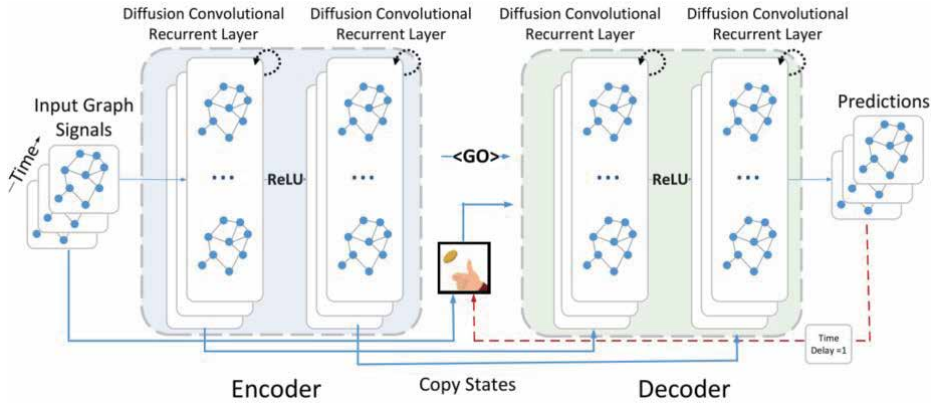 Diffusion Convolutional
Recurrent Layer
Diffusion Convolutional
Recurrent Layer
Diffusion Convolutional
Recurrent Layer
Diffusion Convolutional
Recurrent Layer
Input Graph
Signals
Time
ReLU
<GO>
ReLU
Predictions
Time
Delay =1
Encoder
Copy States
Decoder